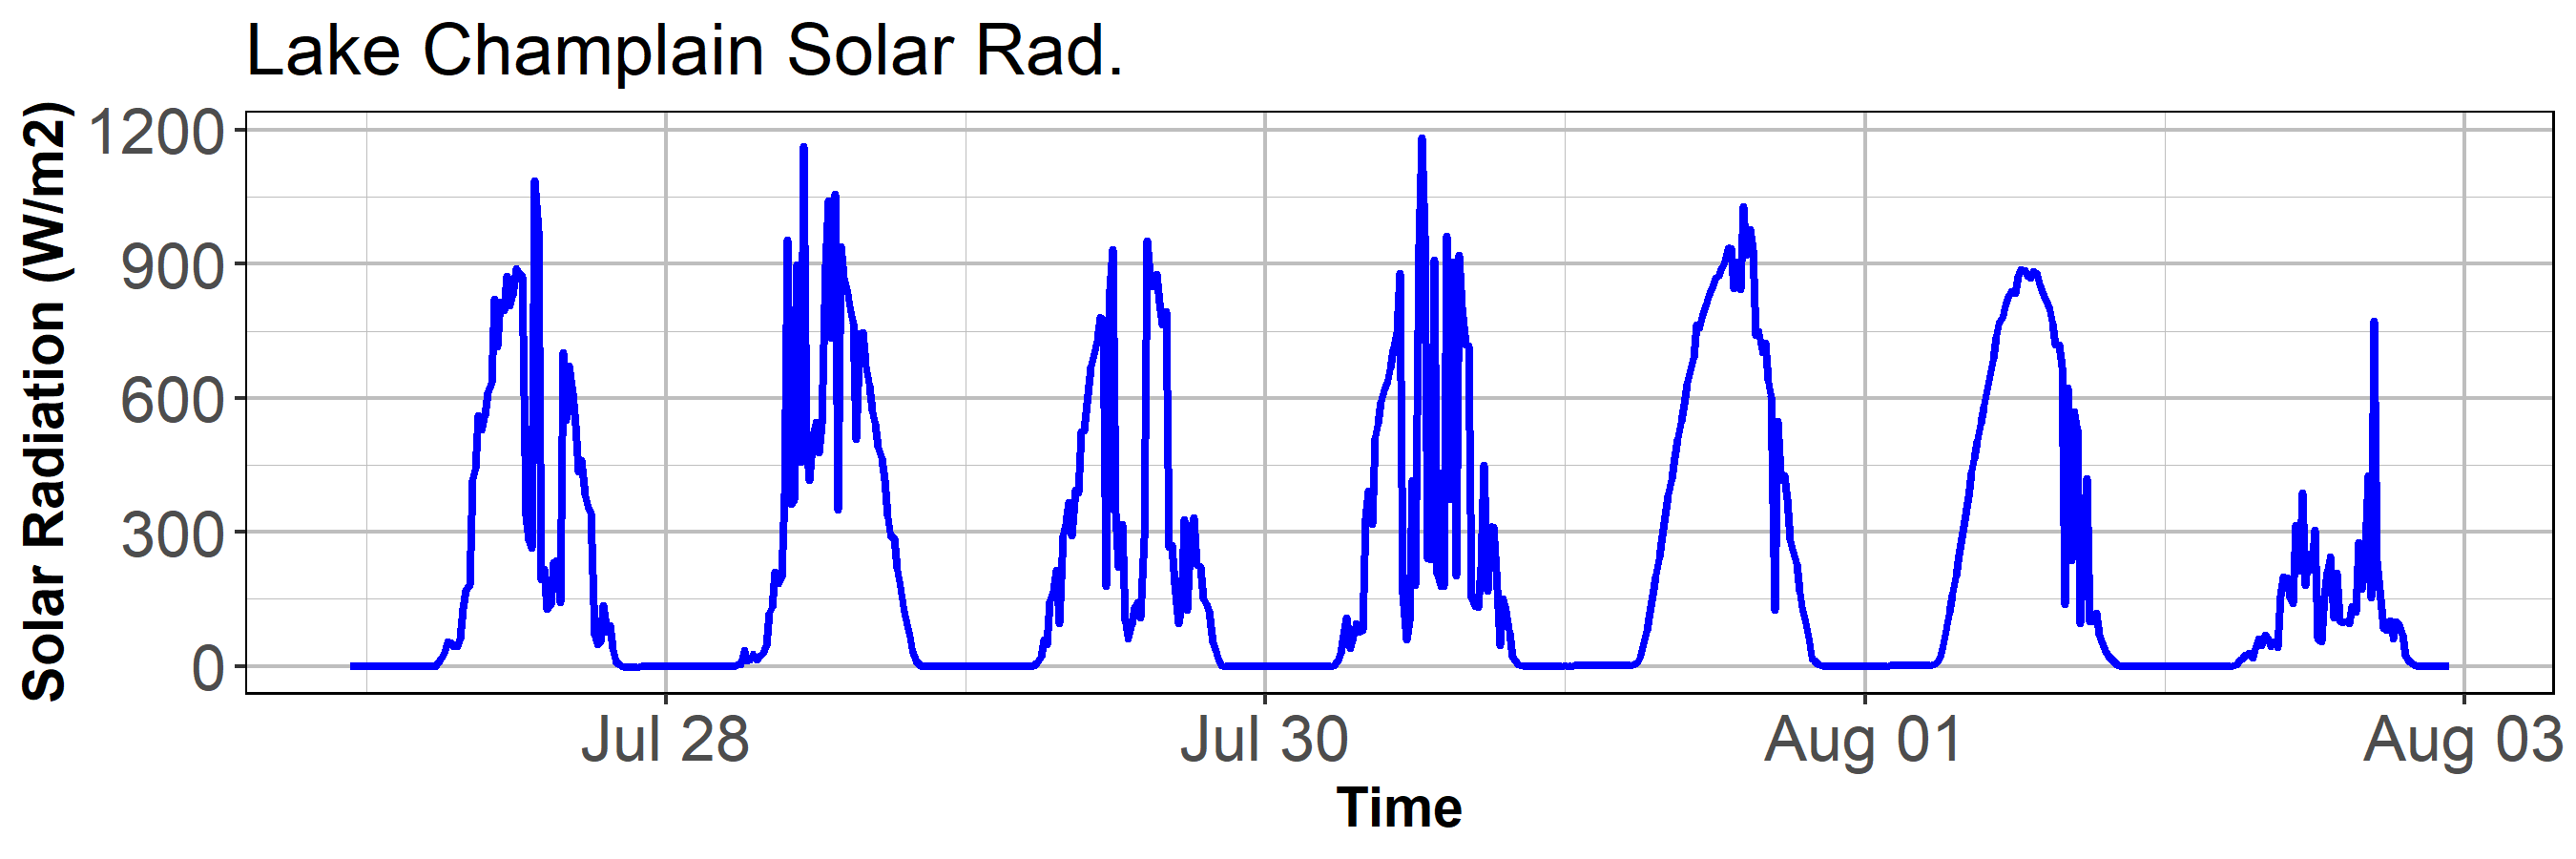 Lake Champlain Solar Rad.
Solar Radiation (W/m2)
1200
900
600
300
0
Jul 28
Jul 30
Aug 01
Aug 03
Time